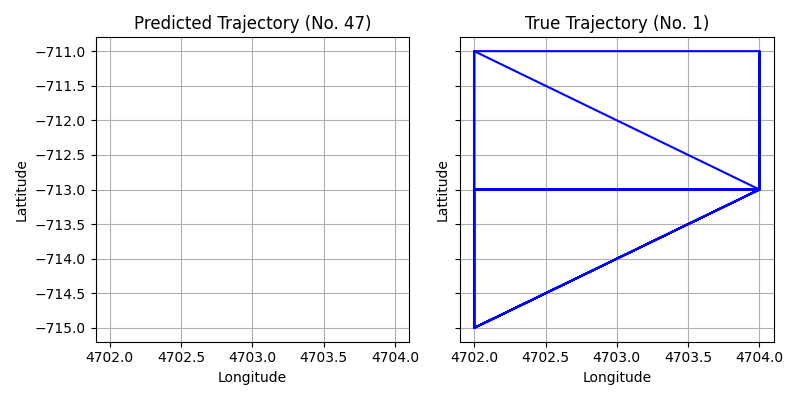 Predicted Trajectory (No. 47)
Lattitude
−711.0
−711.5
−712.0
−712.5
−713.0
−713.5
−714.0
−714.5
−715.0
4702.0 4702.5 4703.0 4703.5 4704.0
Longitude
True Trajectory (No. 1)
Lattitude
4702.0 4702.5 4703.0 4703.5 4704.0
Longitude